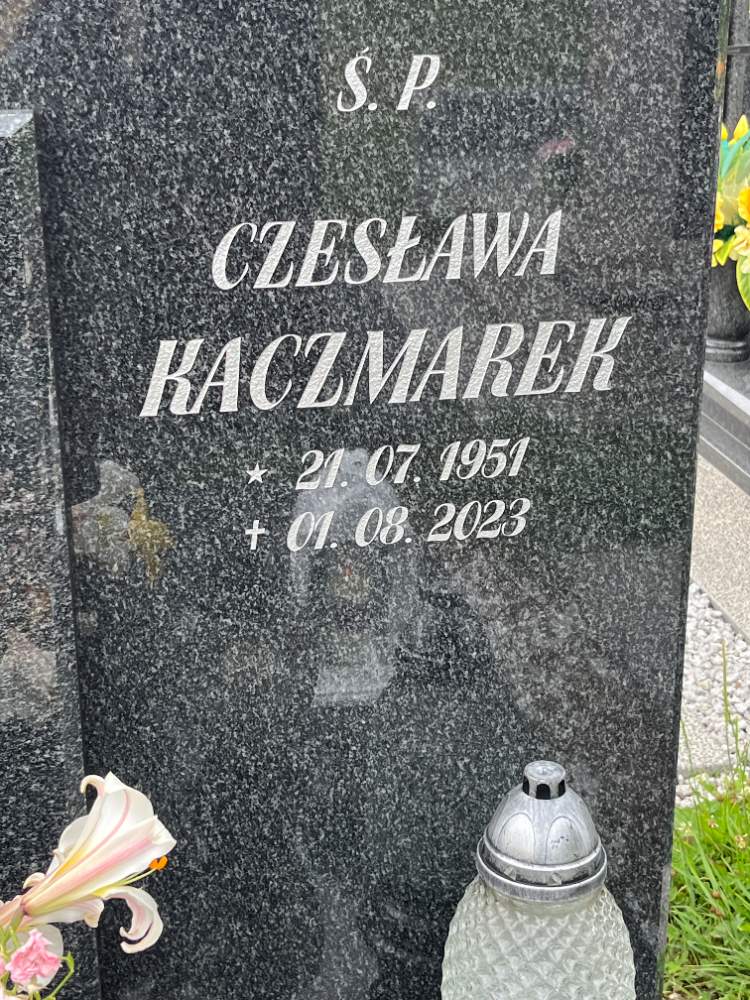 Ś. P.
CZESŁAWA
KACZMAREK
★ 21. 07. 1951
✝ 01. 08. 2023